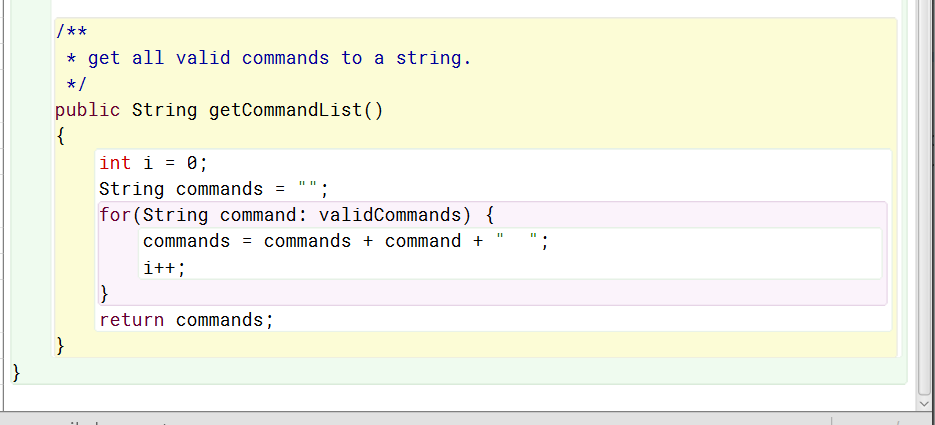 /**
 * get all valid commands to a string.
 */
public String getCommandList()
{
    int i = 0;
    String commands = "";
    for(String command: validCommands) {
        commands = commands + command + "  ";
        i++;
    }
    return commands;
}
}